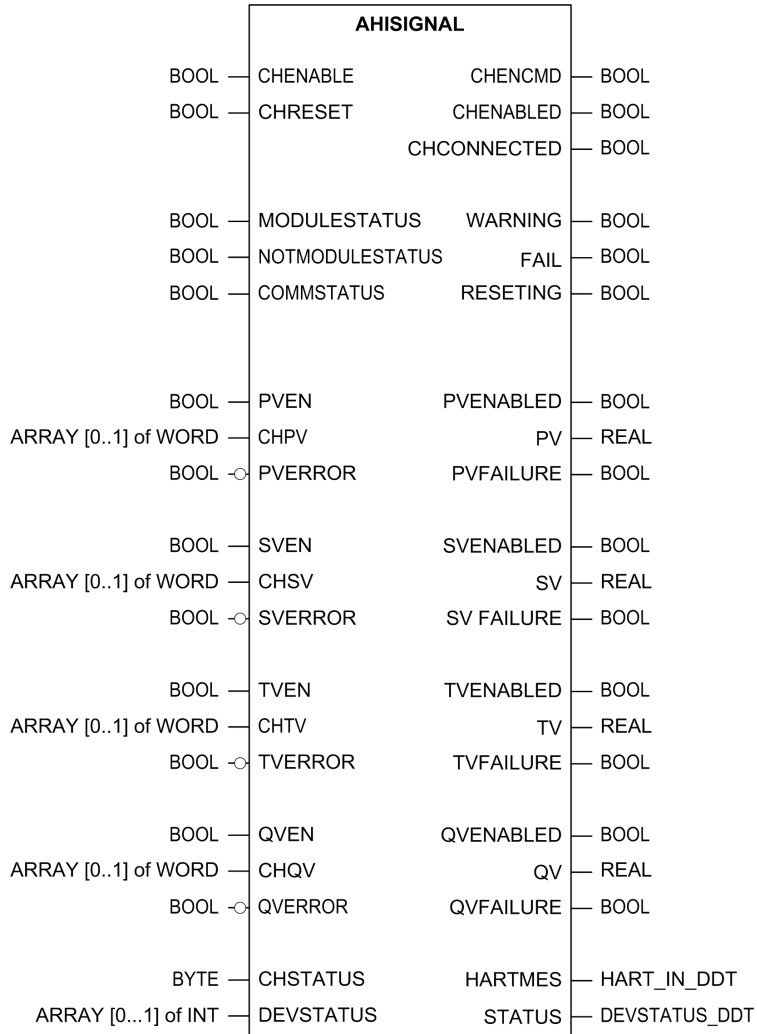 AHISIGNAL
BOOL CHENABLE CHENCMD BOOL
BOOL CHRESET CHENABLED BOOL
CHCONNECTED BOOL
BOOL MODULESTATUS WARNING BOOL
BOOL NOTMODULESTATUS FAIL BOOL
BOOL COMMSTATUS RESETING BOOL
BOOL PVEN PVENABLED BOOL
ARRAY [0..1] of WORD CHPV PV REAL
BOOL PVERROR PVFAILURE BOOL
BOOL SVEN SVENABLED BOOL
ARRAY [0..1] of WORD CHSV SV REAL
BOOL SVERROR SV FAILURE BOOL
BOOL TVEN TVENABLED BOOL
ARRAY [0..1] of WORD CHTV TV REAL
BOOL TVERROR TVFAILURE BOOL
BOOL QVEN QVENABLED BOOL
ARRAY [0..1] of WORD CHQV QV REAL
BOOL QVERROR QVFAILURE BOOL
BYTE CHSTATUS HARTMES HART_IN_DDT
ARRAY [0...1] of INT DEVSTATUS STATUS DEVSTATUS_DDT